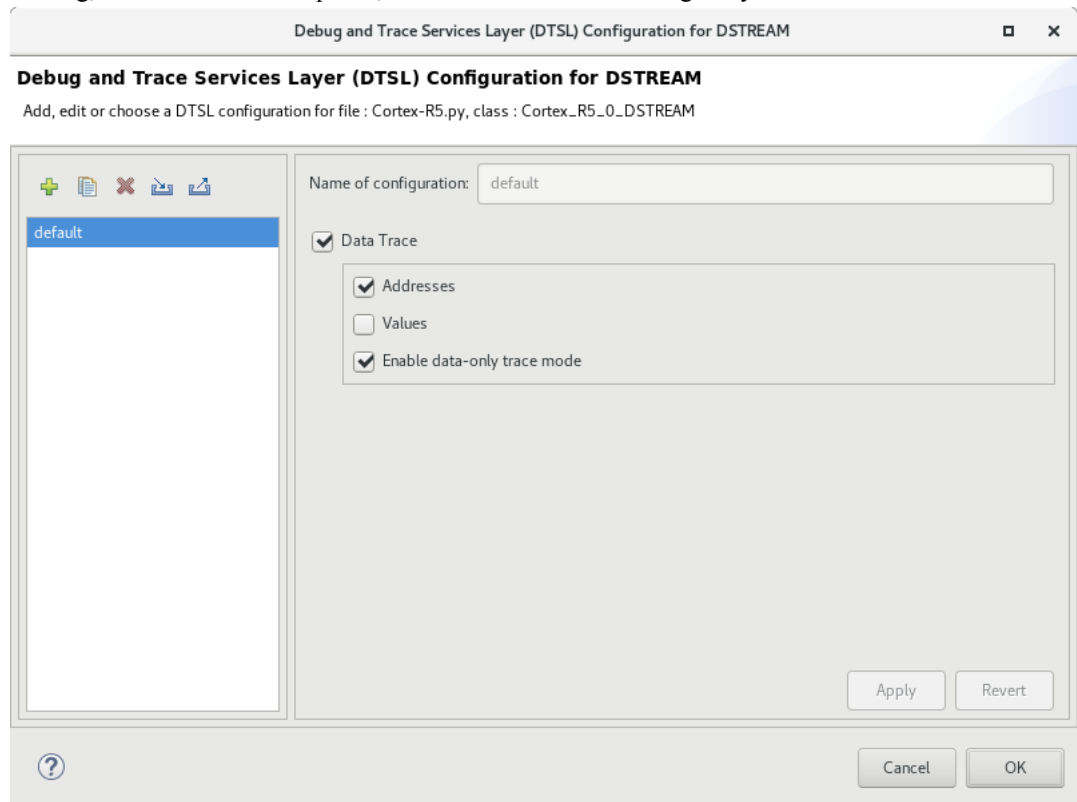 Debug and Trace Services Layer (DTSL) Configuration for DSTREAM
Debug and Trace Services Layer (DTSL) Configuration for DSTREAM
Add, edit or choose a DTSL configuration for file : Cortex-R5.py, class : Cortex_R5_0_DSTREAM
Name of configuration: default
default
Data Trace
Addresses
Values
Enable data-only trace mode
Apply Revert
Cancel OK